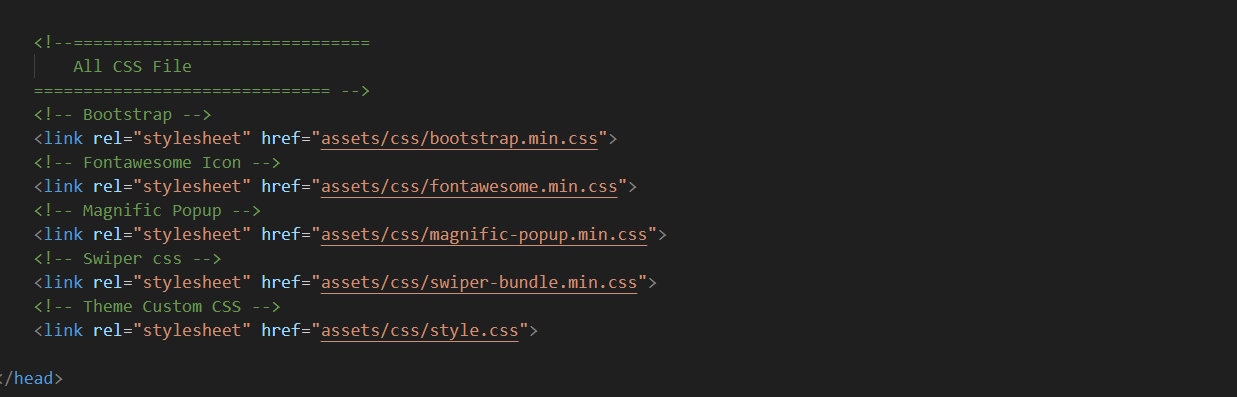 <!--==============================
All CSS File
============================== -->
<!-- Bootstrap -->
<link rel="stylesheet" href="assets/css/bootstrap.min.css">
<!-- Fontawesome Icon -->
<link rel="stylesheet" href="assets/css/fontawesome.min.css">
<!-- Magnific Popup -->
<link rel="stylesheet" href="assets/css/magnific-popup.min.css">
<!-- Swiper css -->
<link rel="stylesheet" href="assets/css/swiper-bundle.min.css">
<!-- Theme Custom CSS -->
<link rel="stylesheet" href="assets/css/style.css">
</head>